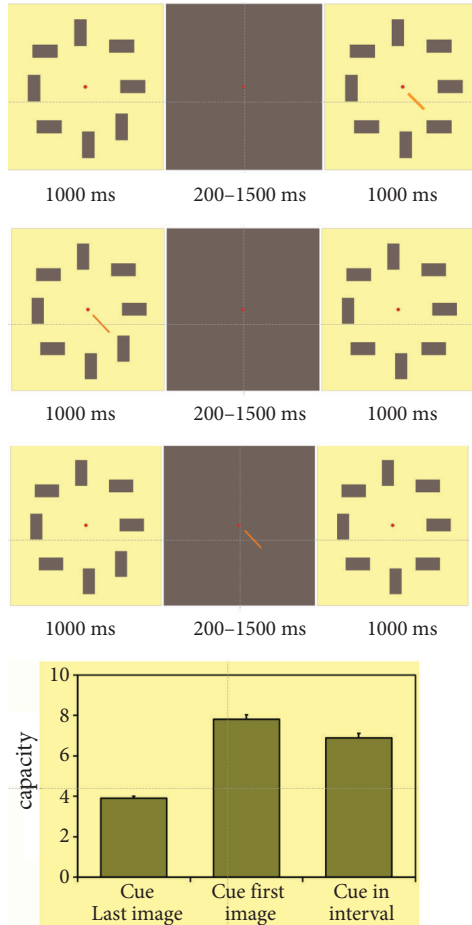 1000 ms 200–1500 ms 1000 ms
1000 ms 200–1500 ms 1000 ms
1000 ms 200–1500 ms 1000 ms
10
8
6
4
2
0
capacity
Cue Cue first Cue in
Last image image interval